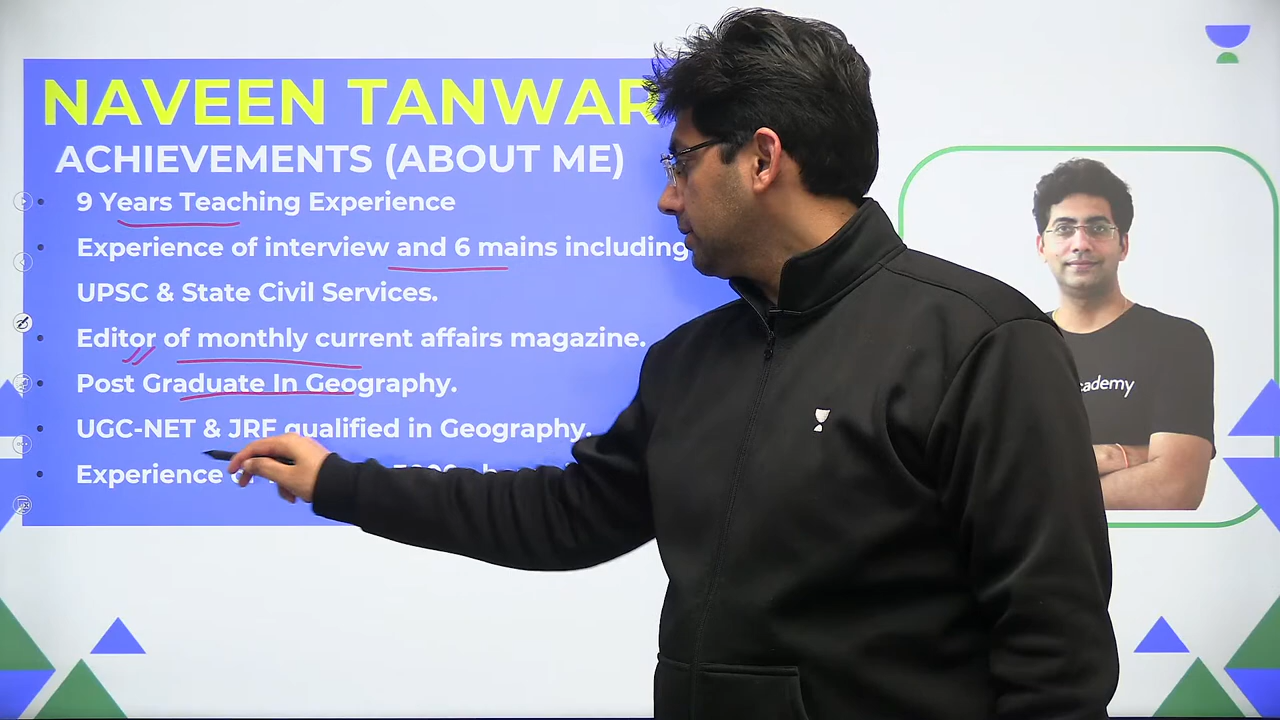 NAVEEN TANWAR
ACHIEVEMENTS (ABOUT ME)
9 Years Teaching Experience
Experience of interview and 6 mains including
UPSC & State Civil Services.
Editor of monthly current affairs magazine.
Post Graduate In Geography.
UGC-NET & JRF qualified in Geography.
Experience
cademy